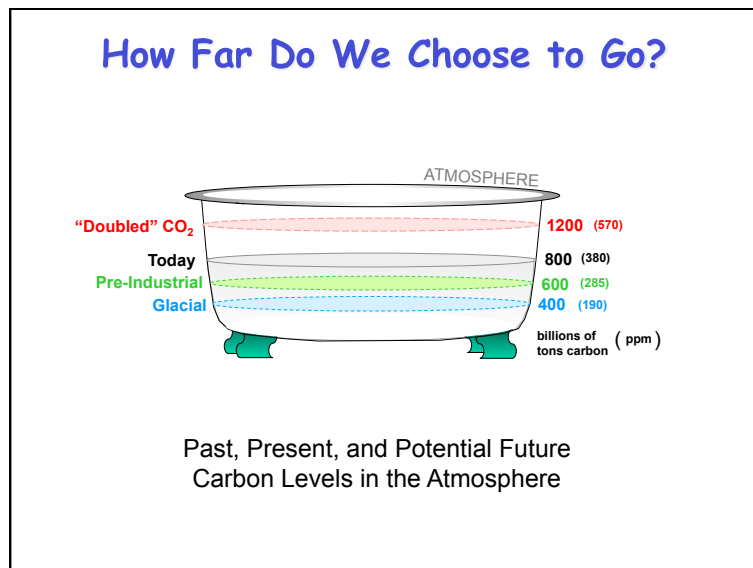 How Far Do We Choose to Go?
ATMOSPHERE
“Doubled” CO₂ 1200 (570)
Today 800 (380)
Pre-Industrial 600 (285)
Glacial 400 (190)
billions of
tons carbon ( ppm )
Past, Present, and Potential Future
Carbon Levels in the Atmosphere